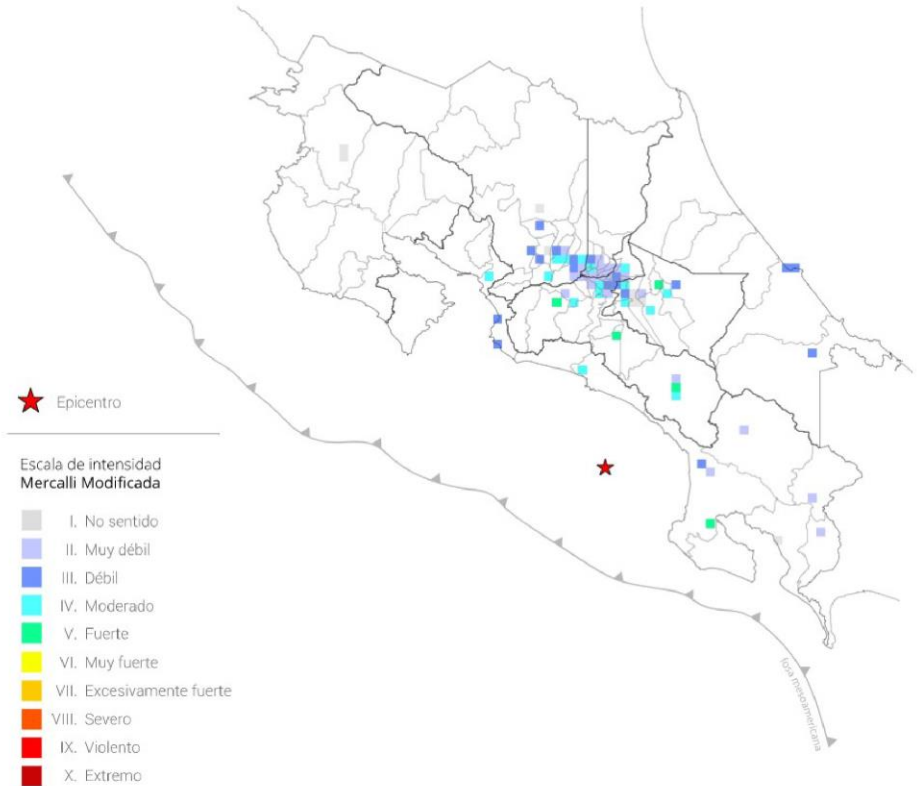 Epicentro
Escala de intensidad
Mercalli Modificada
I. No sentido
II. Muy débil
III. Débil
IV. Moderado
V. Fuerte
VI. Muy fuerte
VII. Excesivamente fuerte
VIII. Severo
IX. Violento
X. Extremo
fosa mesoamericana